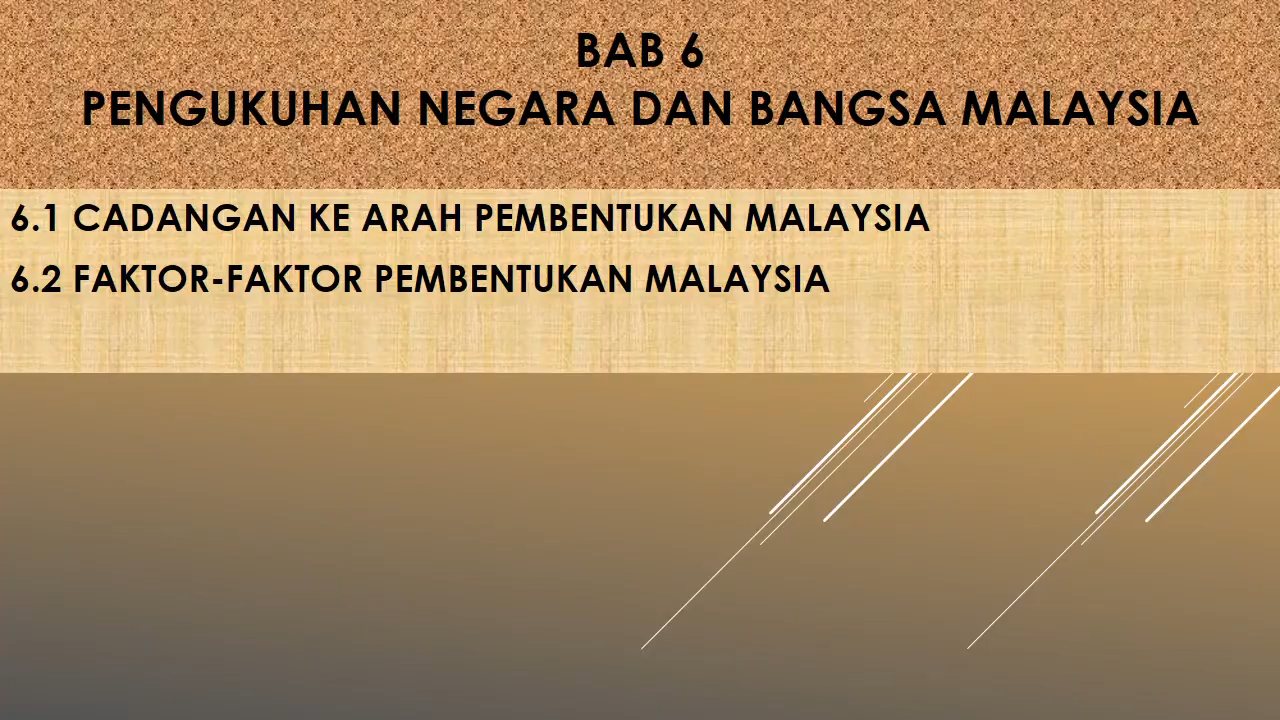 BAB 6
PENGUKUHAN NEGARA DAN BANGSA MALAYSIA
6.1 CADANGAN KE ARAH PEMBENTUKAN MALAYSIA
6.2 FAKTOR-FAKTOR PEMBENTUKAN MALAYSIA